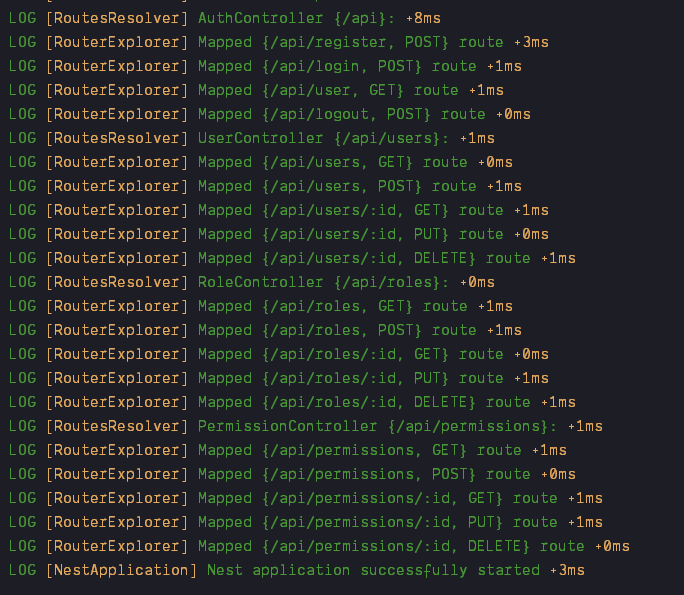 LOG [RoutesResolver] AuthController {/api}: +8ms
LOG [RouterExplorer] Mapped {/api/register, POST} route +3ms
LOG [RouterExplorer] Mapped {/api/login, POST} route +1ms
LOG [RouterExplorer] Mapped {/api/user, GET} route +1ms
LOG [RouterExplorer] Mapped {/api/logout, POST} route +0ms
LOG [RoutesResolver] UserController {/api/users}: +1ms
LOG [RouterExplorer] Mapped {/api/users, GET} route +0ms
LOG [RouterExplorer] Mapped {/api/users, POST} route +1ms
LOG [RouterExplorer] Mapped {/api/users/:id, GET} route +1ms
LOG [RouterExplorer] Mapped {/api/users/:id, PUT} route +0ms
LOG [RouterExplorer] Mapped {/api/users/:id, DELETE} route +1ms
LOG [RoutesResolver] RoleController {/api/roles}: +0ms
LOG [RouterExplorer] Mapped {/api/roles, GET} route +1ms
LOG [RouterExplorer] Mapped {/api/roles, POST} route +1ms
LOG [RouterExplorer] Mapped {/api/roles/:id, GET} route +0ms
LOG [RouterExplorer] Mapped {/api/roles/:id, PUT} route +1ms
LOG [RouterExplorer] Mapped {/api/roles/:id, DELETE} route +1ms
LOG [RoutesResolver] PermissionController {/api/permissions}: +1ms
LOG [RouterExplorer] Mapped {/api/permissions, GET} route +1ms
LOG [RouterExplorer] Mapped {/api/permissions, POST} route +0ms
LOG [RouterExplorer] Mapped {/api/permissions/:id, GET} route +1ms
LOG [RouterExplorer] Mapped {/api/permissions/:id, PUT} route +1ms
LOG [RouterExplorer] Mapped {/api/permissions/:id, DELETE} route +0ms
LOG [NestApplication] Nest application successfully started +3ms